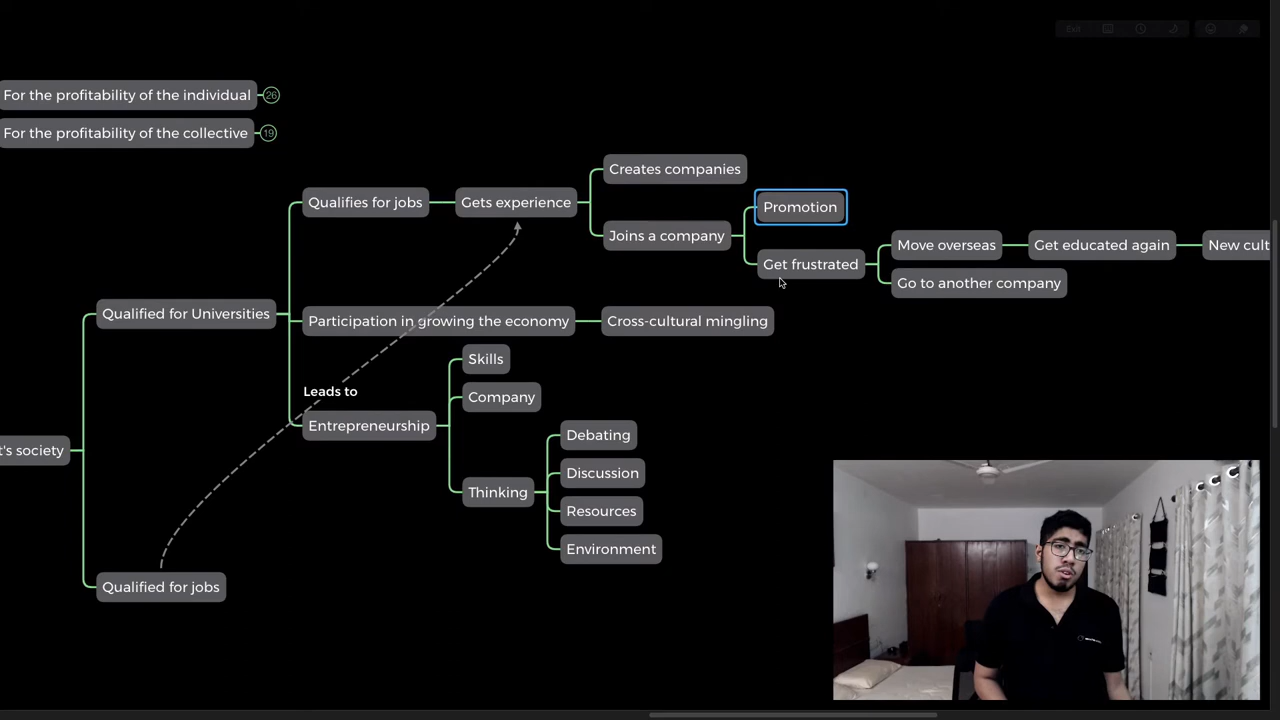 Exit
For the profitability of the individual 26
For the profitability of the collective 19
Creates companies
Qualifies for jobs
Gets experience
Promotion
Joins a company
Get frustrated
Move overseas
Get educated again
New cult
Go to another company
Qualified for Universities
Participation in growing the economy
Cross-cultural mingling
Skills
Leads to
Company
Entrepreneurship
Debating
t's society
Discussion
Thinking
Resources
Environment
Qualified for jobs